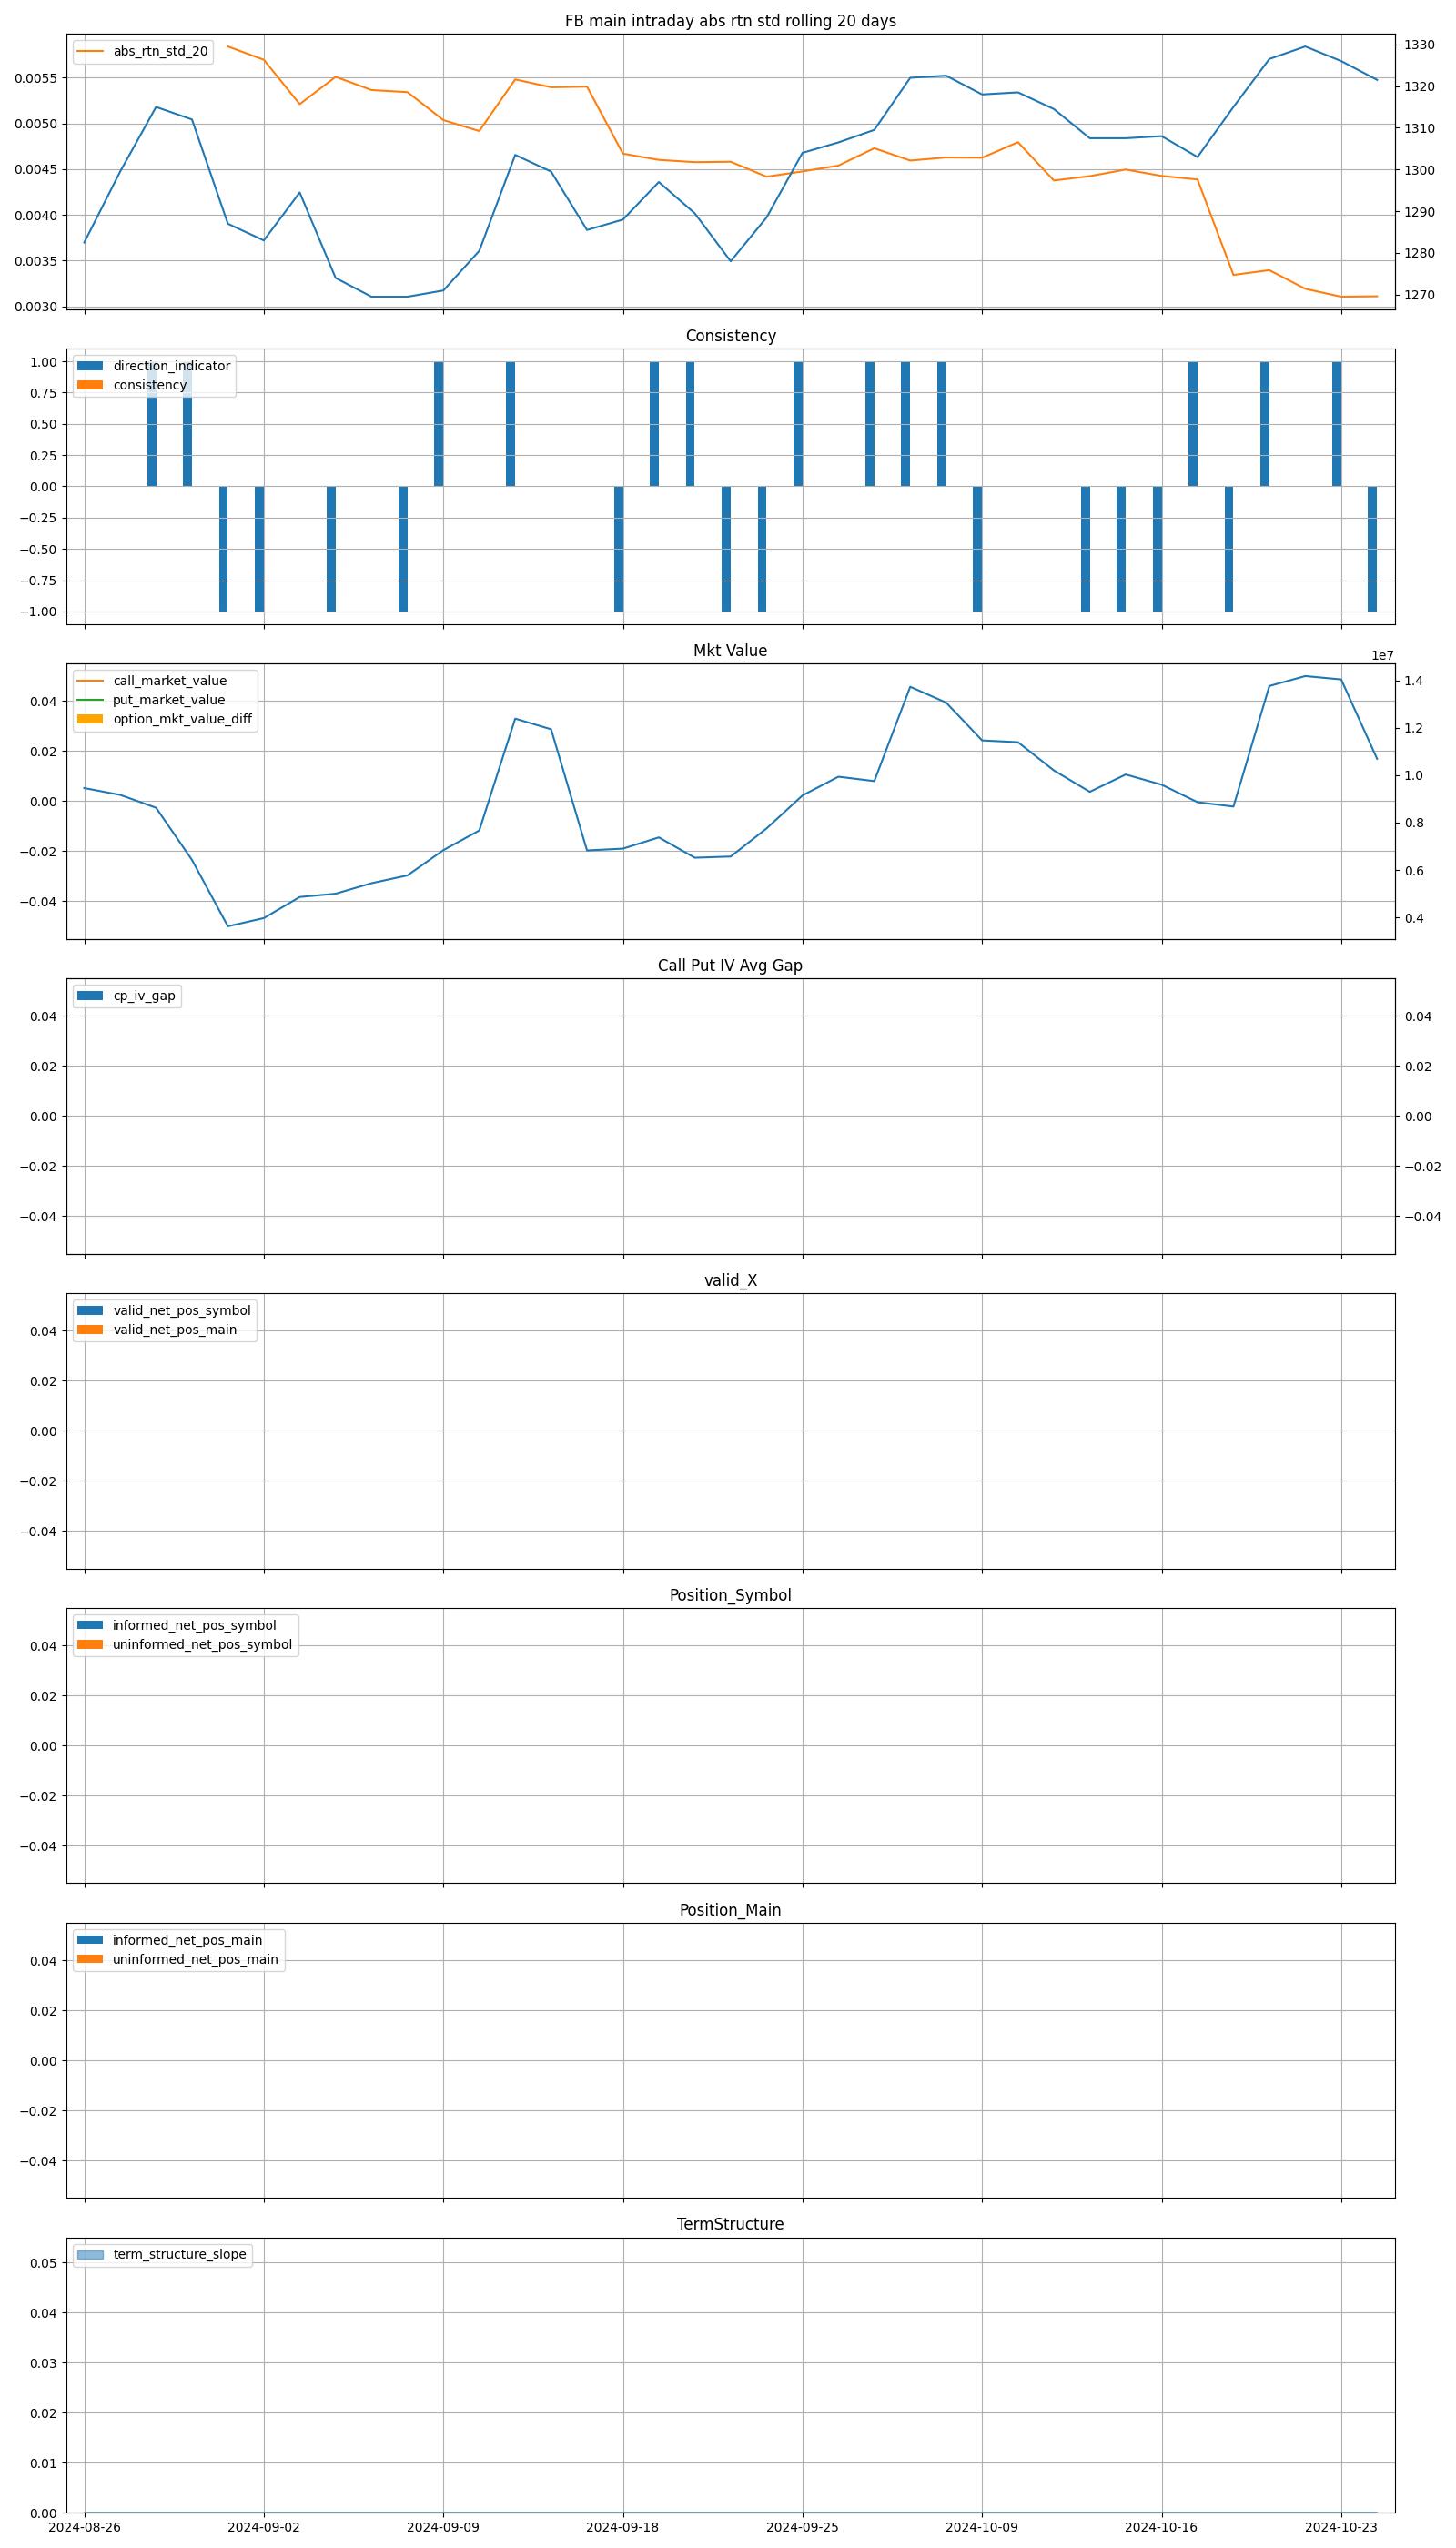 FB main intraday abs rtn std rolling 20 days
abs_rtn_std_20
0.0055
0.0050
0.0045
0.0040
0.0035
0.0030
1330
1320
1310
1300
1290
1280
1270
Consistency
direction_indicator
consistency
1.00
0.75
0.50
0.25
0.00
−0.25
−0.50
−0.75
−1.00
Mkt Value
1e7
call_market_value
put_market_value
option_mkt_value_diff
0.04
0.02
0.00
−0.02
−0.04
1.4
1.2
1.0
0.8
0.6
0.4
Call Put IV Avg Gap
cp_iv_gap
0.04
0.02
0.00
−0.02
−0.04
0.04
0.02
0.00
−0.02
−0.04
valid_X
valid_net_pos_symbol
valid_net_pos_main
0.04
0.02
0.00
−0.02
−0.04
Position_Symbol
informed_net_pos_symbol
uninformed_net_pos_symbol
0.04
0.02
0.00
−0.02
−0.04
Position_Main
informed_net_pos_main
uninformed_net_pos_main
0.04
0.02
0.00
−0.02
−0.04
TermStructure
term_structure_slope
0.05
0.04
0.03
0.02
0.01
0.00
2024-08-26 2024-09-02 2024-09-09 2024-09-18 2024-09-25 2024-10-09 2024-10-16 2024-10-23